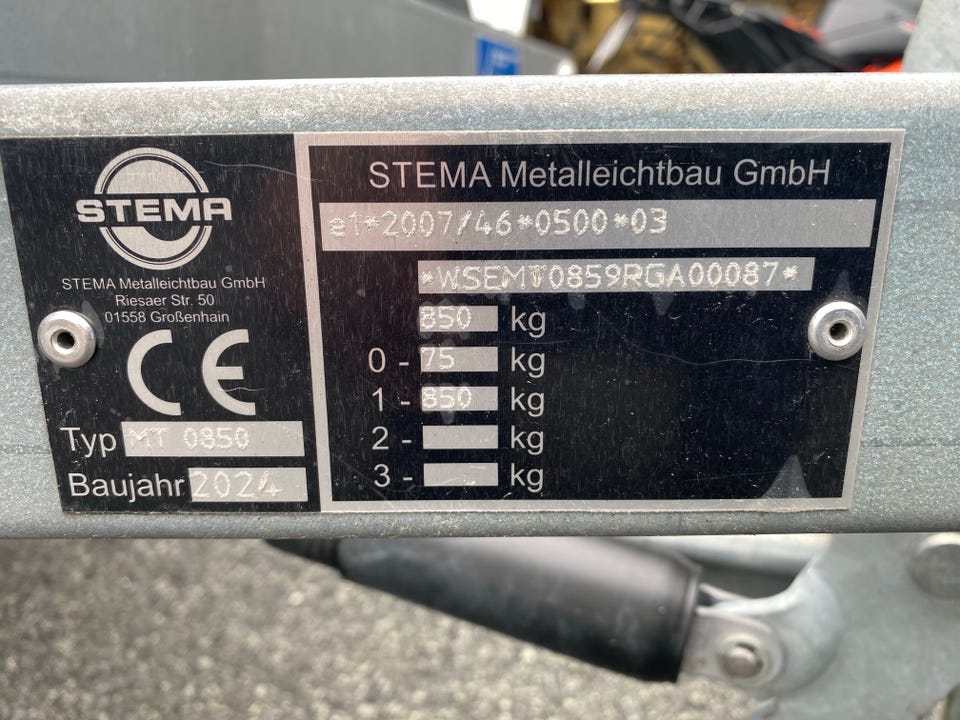 STEMA
STEMA Metalleichtbau GmbH
Riesaer Str. 50
01558 Großenhain
CE
Typ MT 0850
Baujahr 2024
STEMA Metalleichtbau GmbH
e1*2007/46*0500*03
*WSEMT0859RGA00087*
850 kg
0 - 75 kg
1 - 850 kg
2 - kg
3 - kg